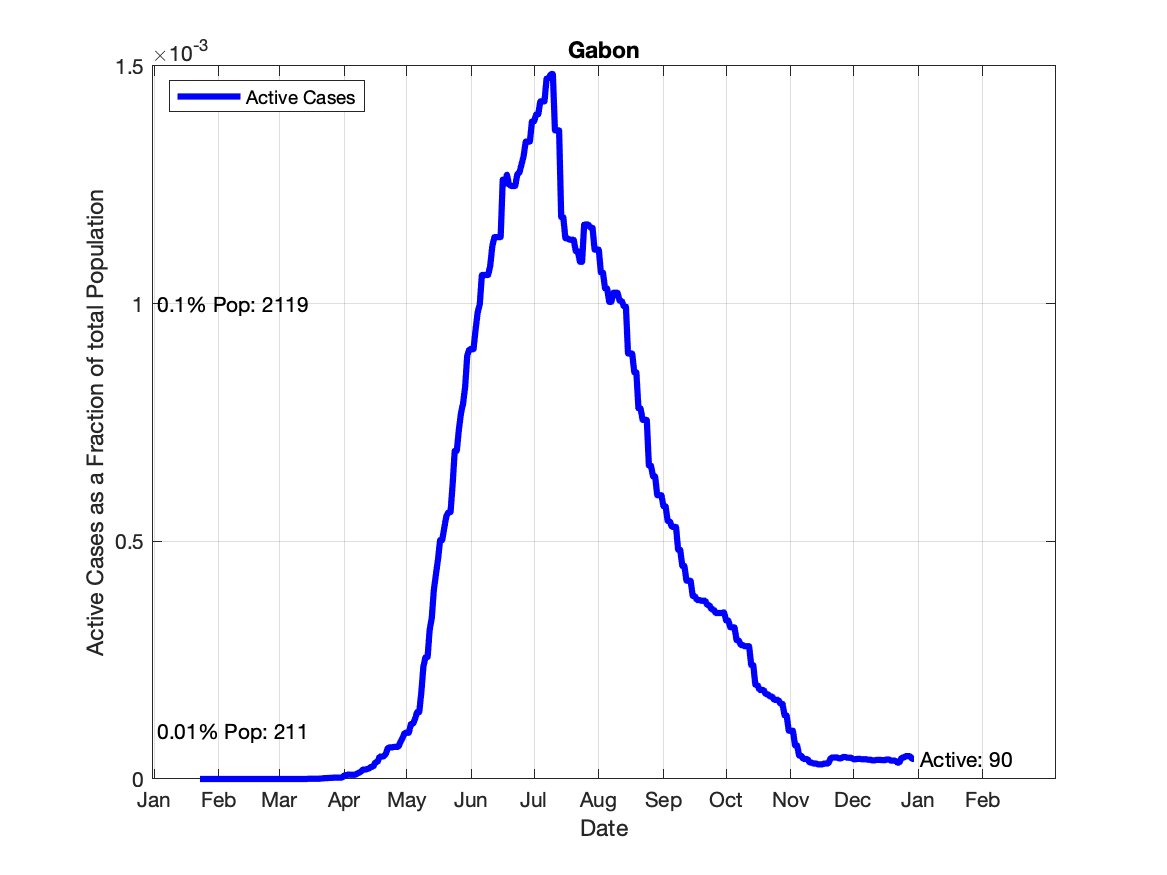 Gabon
×10-3
1.5
Active Cases
1
0.1% Pop: 2119
Active Cases as a Fraction of total Population
0.5
0.01% Pop: 211
0
Active: 90
Jan Feb Mar Apr May Jun Jul Aug Sep Oct Nov Dec Jan Feb
Date